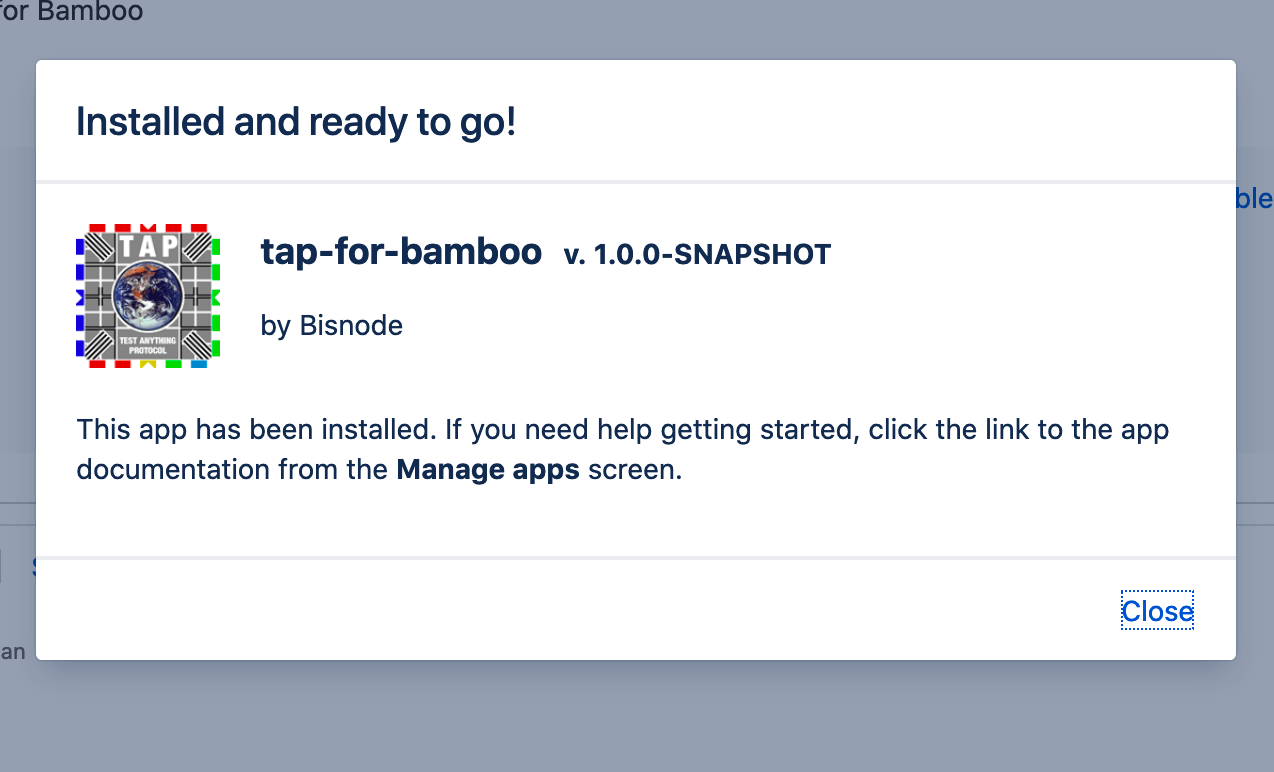 for Bamboo
Installed and ready to go!
ble
TAP
TEST ANYTHING
PROTOCOL
tap-for-bamboo v. 1.0.0-SNAPSHOT
by Bisnode
This app has been installed. If you need help getting started, click the link to the app
documentation from the Manage apps screen.
Close
an